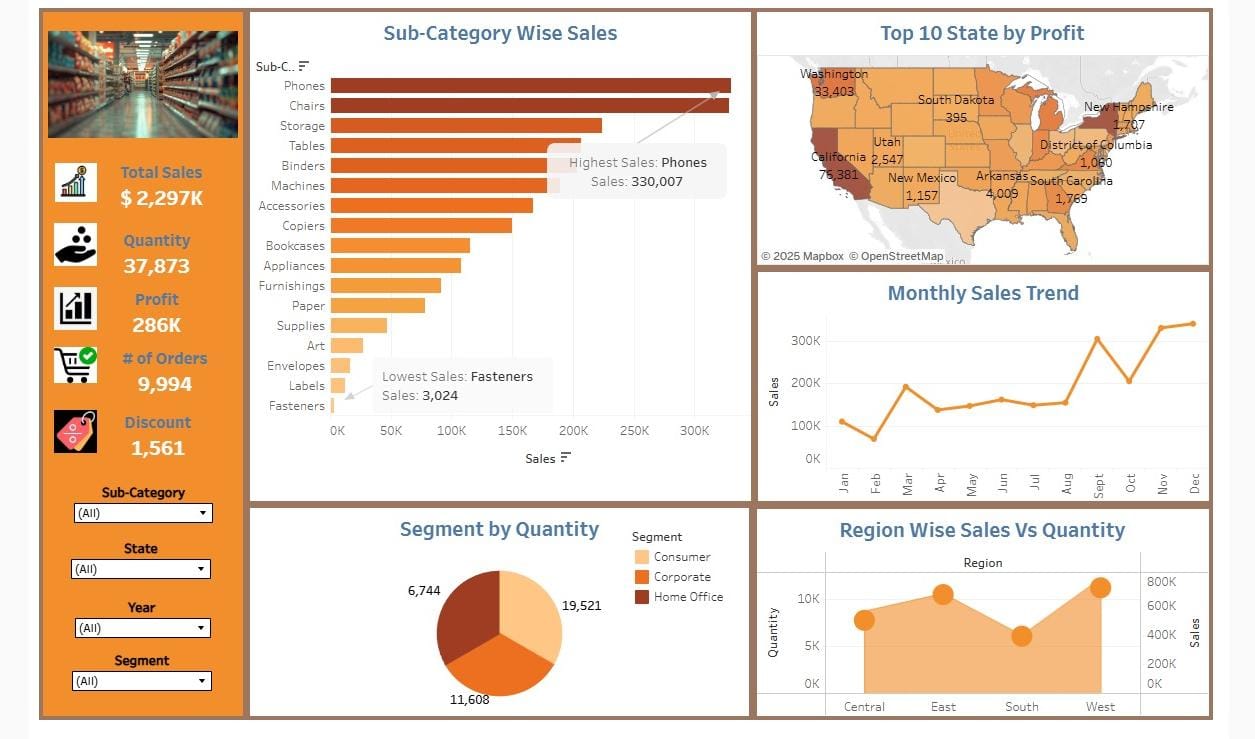 Total Sales
$ 2,297K
Quantity
37,873
Profit
286K
# of Orders
9,994
Discount
1,561
Sub-Category
(All)
State
(All)
Year
(All)
Segment
(All)
Sub-Category Wise Sales
Sub-C..
Phones
Chairs
Storage
Tables
Binders
Machines
Accessories
Copiers
Bookcases
Appliances
Furnishings
Paper
Supplies
Art
Envelopes
Labels
Fasteners
Highest Sales: Phones
Sales: 330,007
Lowest Sales: Fasteners
Sales: 3,024
0K 50K 100K 150K 200K 250K 300K
Sales
Segment by Quantity
Segment
Consumer
Corporate
Home Office
6,744
19,521
11,608
Top 10 State by Profit
Washington
33,403
South Dakota
395
New Hampshire
1,707
United
States
Utah
2,547
District of Columbia
1,060
California
75,381
New Mexico
1,157
Arkansas
4,009
South Carolina
1,769
© 2025 Mapbox © OpenStreetMap
Monthly Sales Trend
Sales
300K
200K
100K
0K
Jan Feb Mar Apr May Jun Jul Aug Sept Oct Nov Dec
Region Wise Sales Vs Quantity
Region
Quantity
10K
5K
0K
800K
600K
400K
200K
0K
Sales
Central East South West